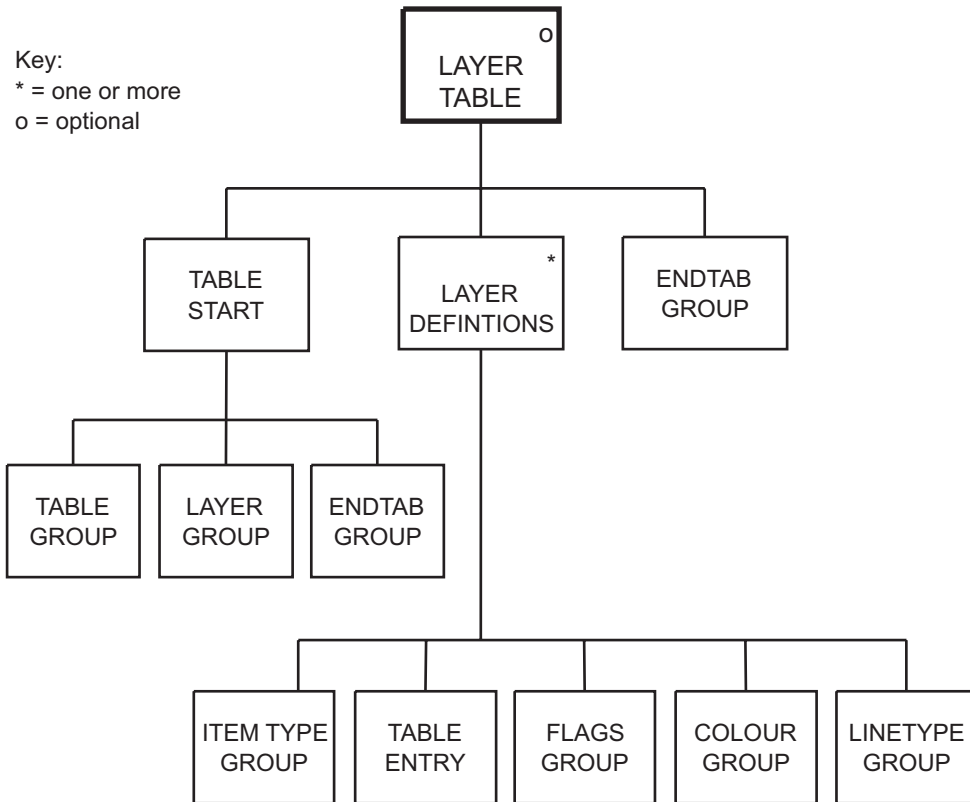 Key:
* = one or more
o = optional
o
LAYER
TABLE
TABLE
START
*
LAYER
DEFINTIONS
ENDTAB
GROUP
TABLE
GROUP
LAYER
GROUP
ENDTAB
GROUP
ITEM TYPE
GROUP
TABLE
ENTRY
FLAGS
GROUP
COLOUR
GROUP
LINETYPE
GROUP